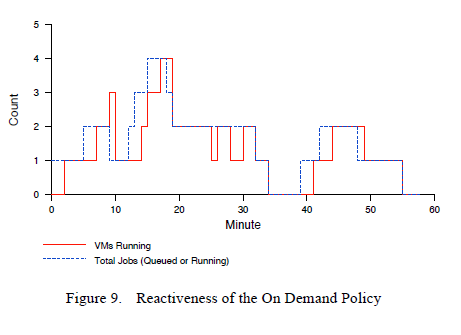 5
4
3
2
1
0
Count
0 10 20 30 40 50 60
Minute
VMs Running
Total Jobs (Queued or Running)
Figure 9. Reactiveness of the On Demand Policy